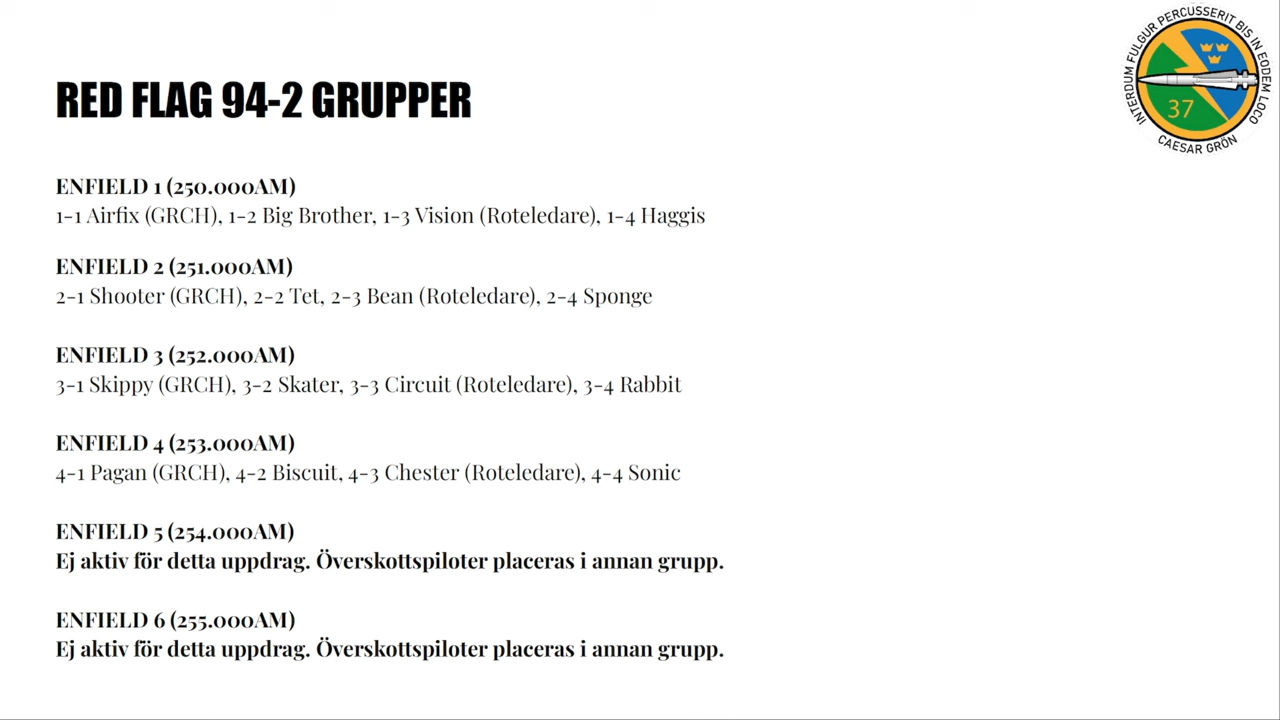 RED FLAG 94-2 GRUPPER
INTERDUM FULGUR PERCUSSERIT BIS IN EODEM LOCO
37
CAESAR GRÖN
ENFIELD 1 (250.000AM)
1-1 Airfix (GRCH), 1-2 Big Brother, 1-3 Vision (Roteledare), 1-4 Haggis
ENFIELD 2 (251.000AM)
2-1 Shooter (GRCH), 2-2 Tet, 2-3 Bean (Roteledare), 2-4 Sponge
ENFIELD 3 (252.000AM)
3-1 Skippy (GRCH), 3-2 Skater, 3-3 Circuit (Roteledare), 3-4 Rabbit
ENFIELD 4 (253.000AM)
4-1 Pagan (GRCH), 4-2 Biscuit, 4-3 Chester (Roteledare), 4-4 Sonic
ENFIELD 5 (254.000AM)
Ej aktiv för detta uppdrag. Överskottspiloter placeras i annan grupp.
ENFIELD 6 (255.000AM)
Ej aktiv för detta uppdrag. Överskottspiloter placeras i annan grupp.